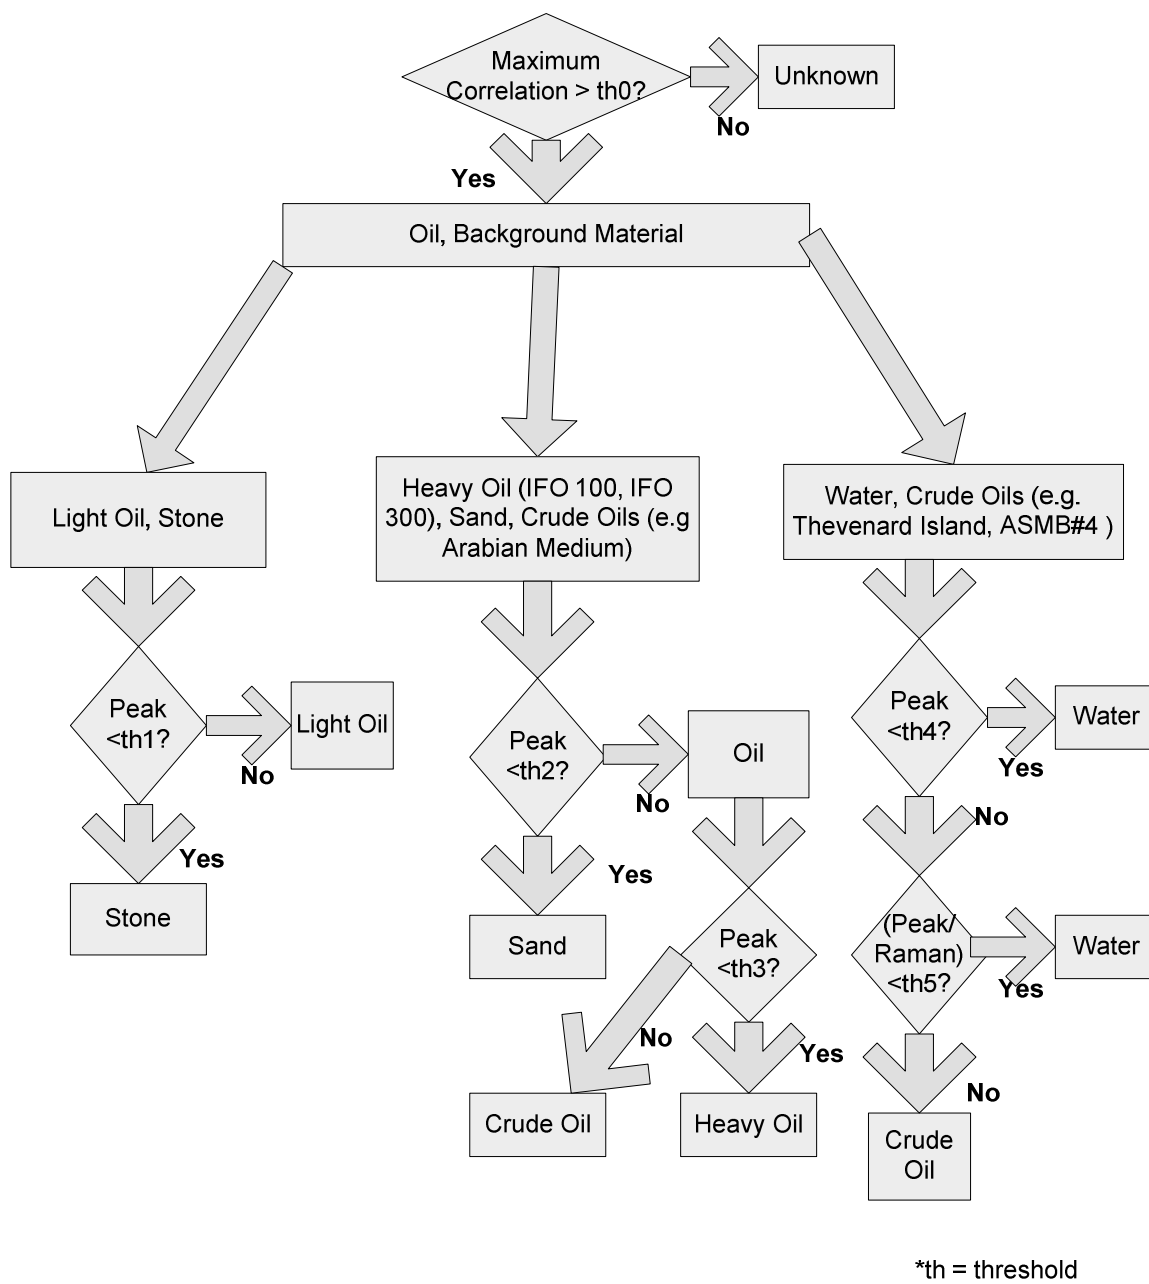 Maximum
Correlation > th0?
Unknown
No
Yes
Oil, Background Material
Light Oil, Stone
Heavy Oil (IFO 100, IFO
300), Sand, Crude Oils (e.g
Arabian Medium)
Water, Crude Oils (e.g.
Thevenard Island, ASMB#4 )
Peak
<th1?
Light Oil
No
Yes
Stone
Peak
<th2?
Oil
No
Yes
Sand
Peak
<th3?
No
Yes
Crude Oil
Heavy Oil
Peak
<th4?
Water
Yes
No
(Peak/
Raman)
<th5?
Water
Yes
No
Crude
Oil
*th = threshold